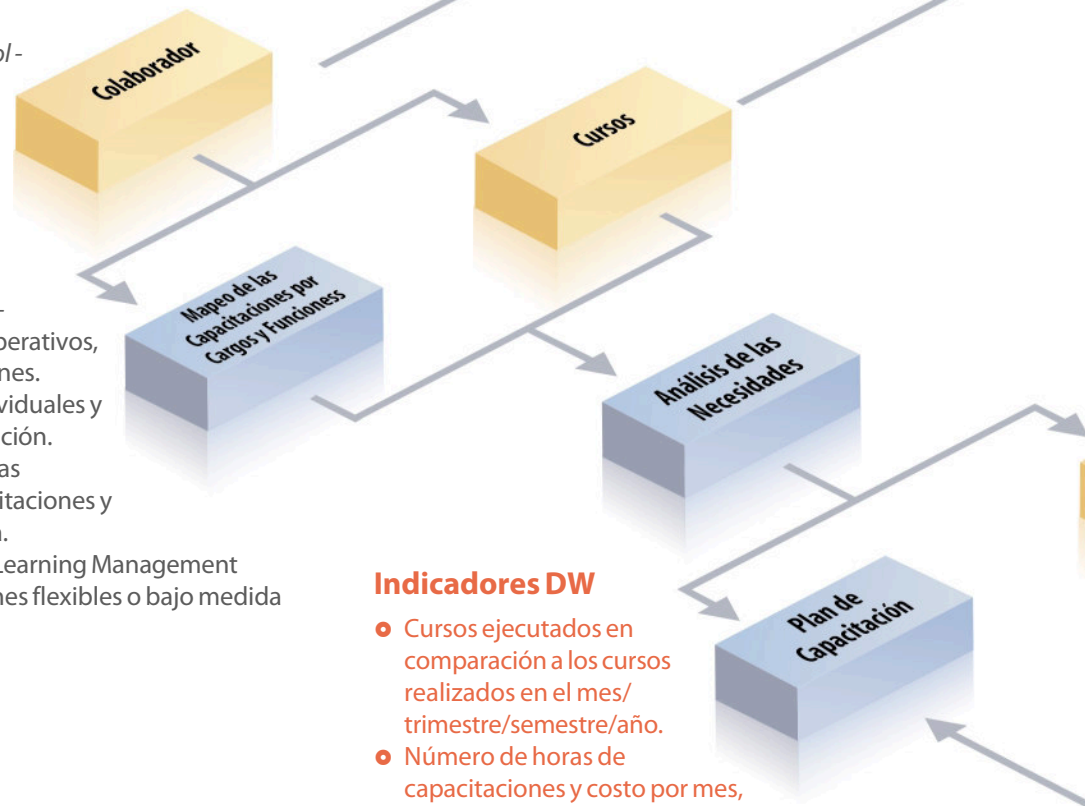 Colaborador
Cursos
Mapeo de las
Capacitaciones por
Cargos y Funcioness
Análisis de las
Necesidades
Plan de
Capacitación
perativos,
nes.
viduales y
ción.
as
itaciones y
Learning Management
nes flexibles o bajo medida
Indicadores DW
Cursos ejecutados en
comparación a los cursos
realizados en el mes/
trimestre/semestre/año.
Número de horas de
capacitaciones y costo por mes,